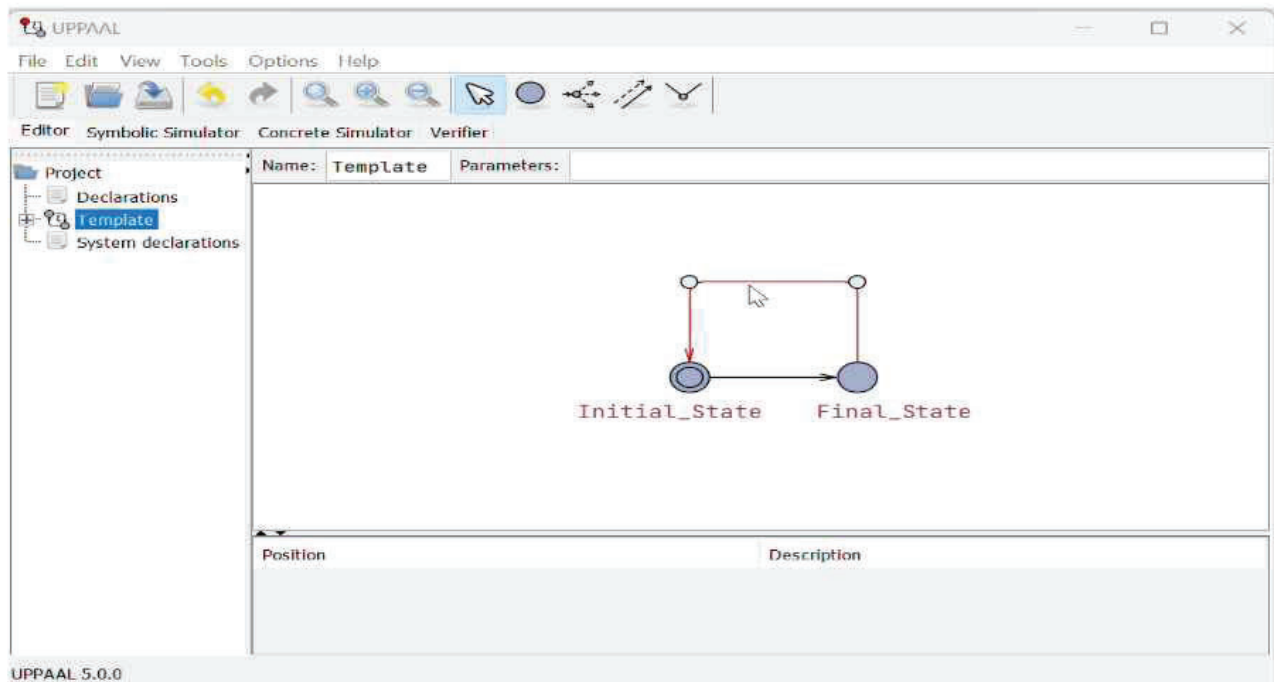 UPPAAL
File Edit View Tools Options Help
Editor Symbolic Simulator Concrete Simulator Verifier
Project
Declarations
Template
System declarations
Name: Template Parameters:
Initial_State Final_State
Position Description
UPPAAL 5.0.0